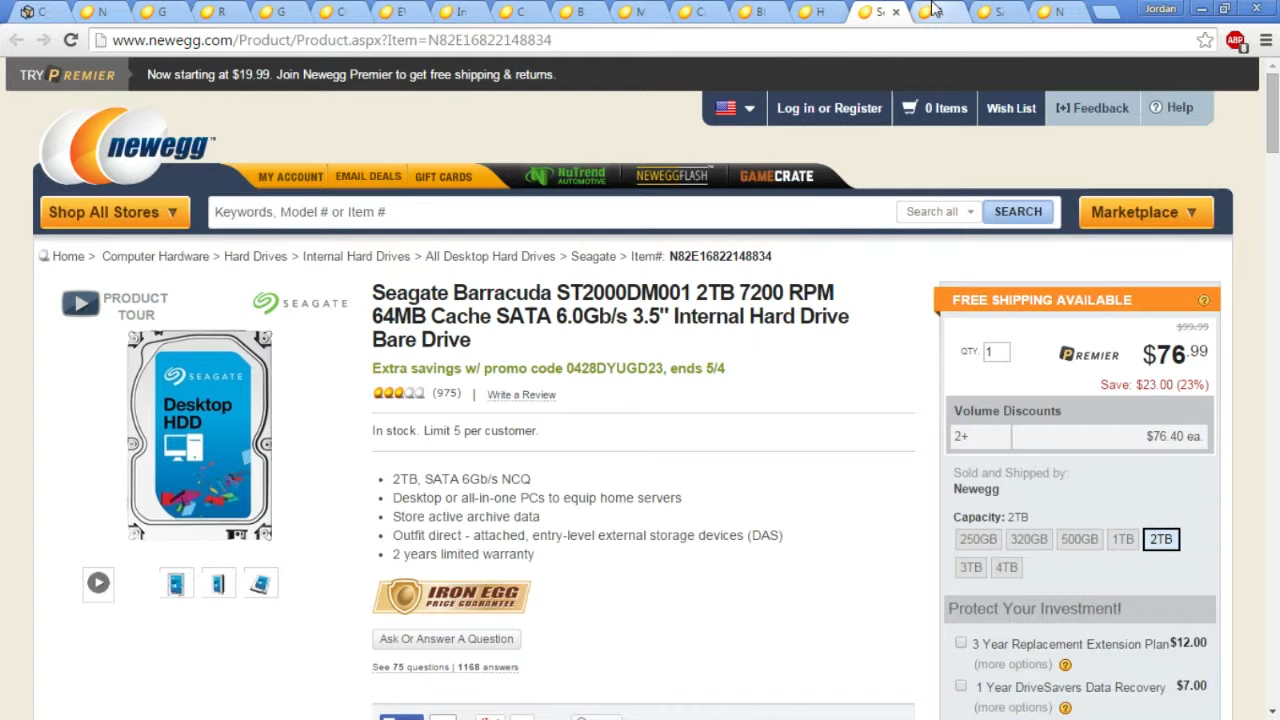 C N G R G C E In C B M C BI H S S N Jordan
www.newegg.com/Product/Product.aspx?Item=N82E16822148834
ABP
8
TRY PREMIER Now starting at $19.99. Join Newegg Premier to get free shipping & returns.
Log in or Register 0 Items Wish List [+] Feedback ? Help
newegg™
MY ACCOUNT EMAIL DEALS GIFT CARDS NUTREND AUTOMOTIVE NEWEGGFLASH™ GAMECRATE
Shop All Stores ▼ Keywords, Model # or Item # Search all SEARCH Marketplace ▼
Home > Computer Hardware > Hard Drives > Internal Hard Drives > All Desktop Hard Drives > Seagate > Item#: N82E16822148834
PRODUCT
TOUR
SEAGATE
SEAGATE
Desktop
HDD
Seagate Barracuda ST2000DM001 2TB 7200 RPM
64MB Cache SATA 6.0Gb/s 3.5" Internal Hard Drive
Bare Drive
Extra savings w/ promo code 0428DYUGD23, ends 5/4
(975) | Write a Review
In stock. Limit 5 per customer.
• 2TB, SATA 6Gb/s NCQ
• Desktop or all-in-one PCs to equip home servers
• Store active archive data
• Outfit direct - attached, entry-level external storage devices (DAS)
• 2 years limited warranty
IRON EGG
PRICE GUARANTEE
Ask Or Answer A Question
See 75 questions | 1168 answers
FREE SHIPPING AVAILABLE ?
$99.99
QTY. 1 PREMIER $76.99
Save: $23.00 (23%)
Volume Discounts
2+ $76.40 ea.
Sold and Shipped by:
Newegg
Capacity: 2TB
250GB 320GB 500GB 1TB 2TB
3TB 4TB
Protect Your Investment!
3 Year Replacement Extension Plan $12.00
(more options) ?
1 Year DriveSavers Data Recovery $7.00
(more options) ?